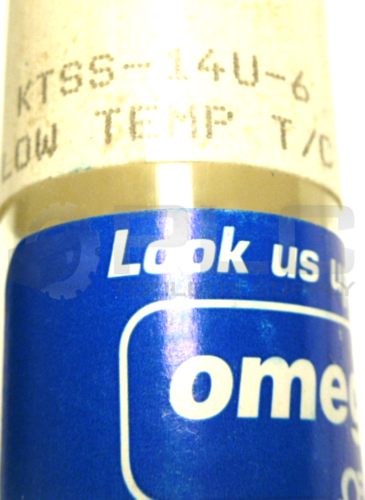 KTSS-14U-6
LOW TEMP T/C
Look us u
omeg